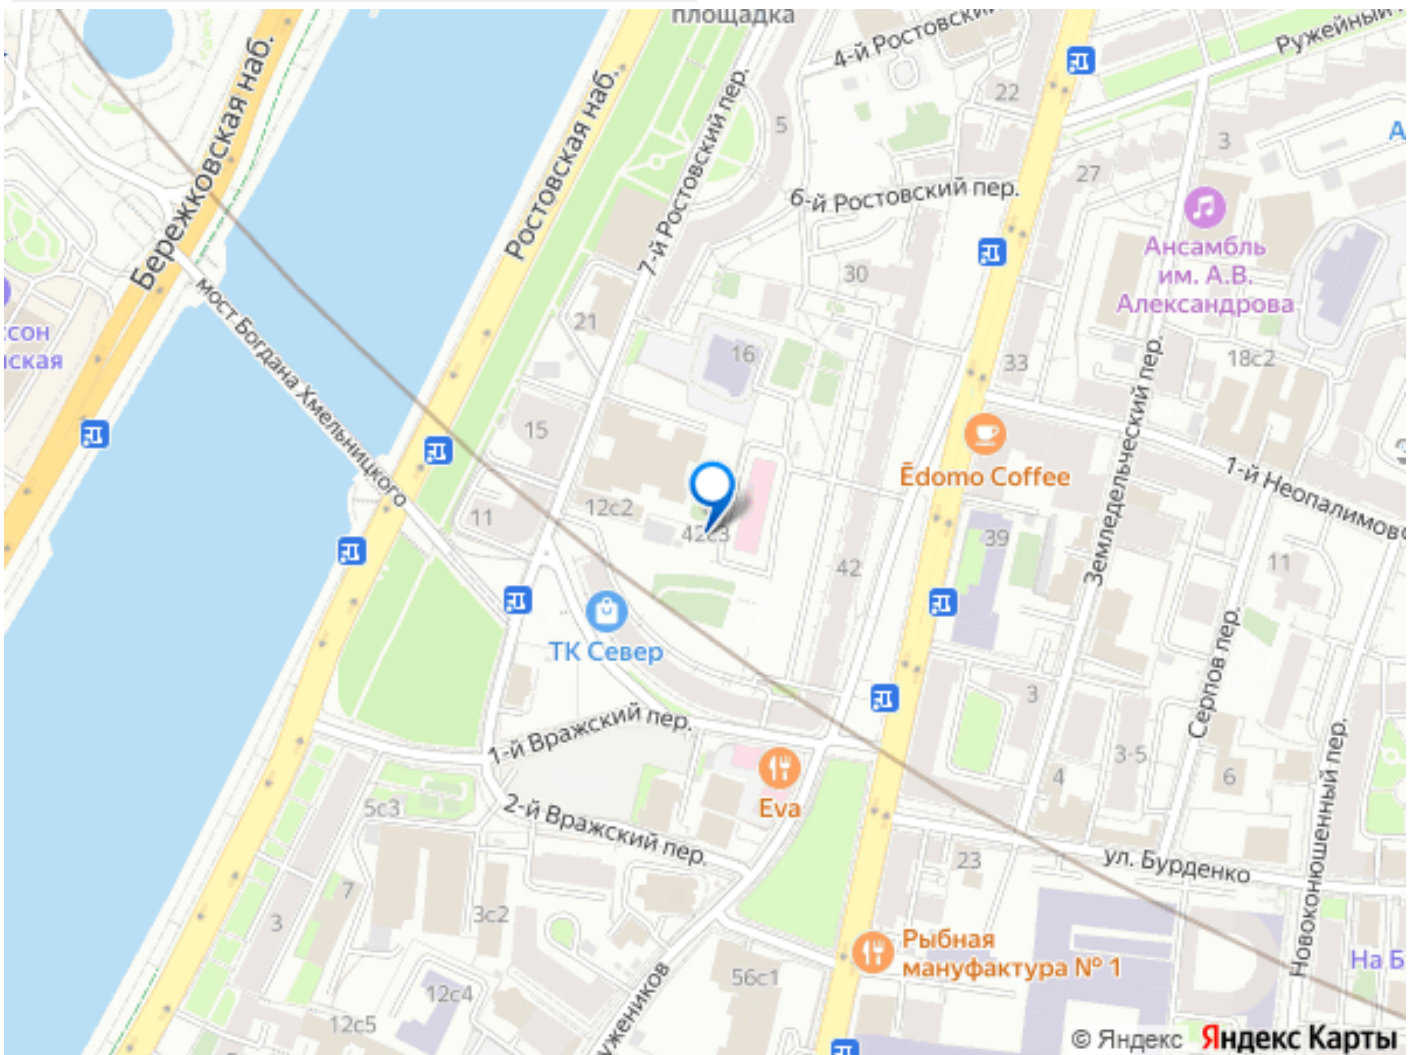 площадка
4-й Ростовский
Ружейный
Бережковская наб.
Ростовская наб.
7-й Ростовский пер.
22
5
3
А
27
6-й Ростовский пер.
Ансамбль
им. А.В.
Александрова
30
мост Богдана Хмельницкого
21
16
33
18с2
сон
ская
15
Ēdomo Coffee
Земледельческий пер.
1-й Неопалимовс
12с2
11
42с3
39
42
11
ТК Север
Серпов пер.
3
1-й Вражский пер.
3-5
4
6
Новоконюшенный пер.
Eva
5с3
2-й Вражский пер.
23
ул. Бурденко
7
3
3с2
Рыбная
мануфактура № 1
56с1
На Б
12с4
12с5
ужеников
© Яндекс Яндекс Карты